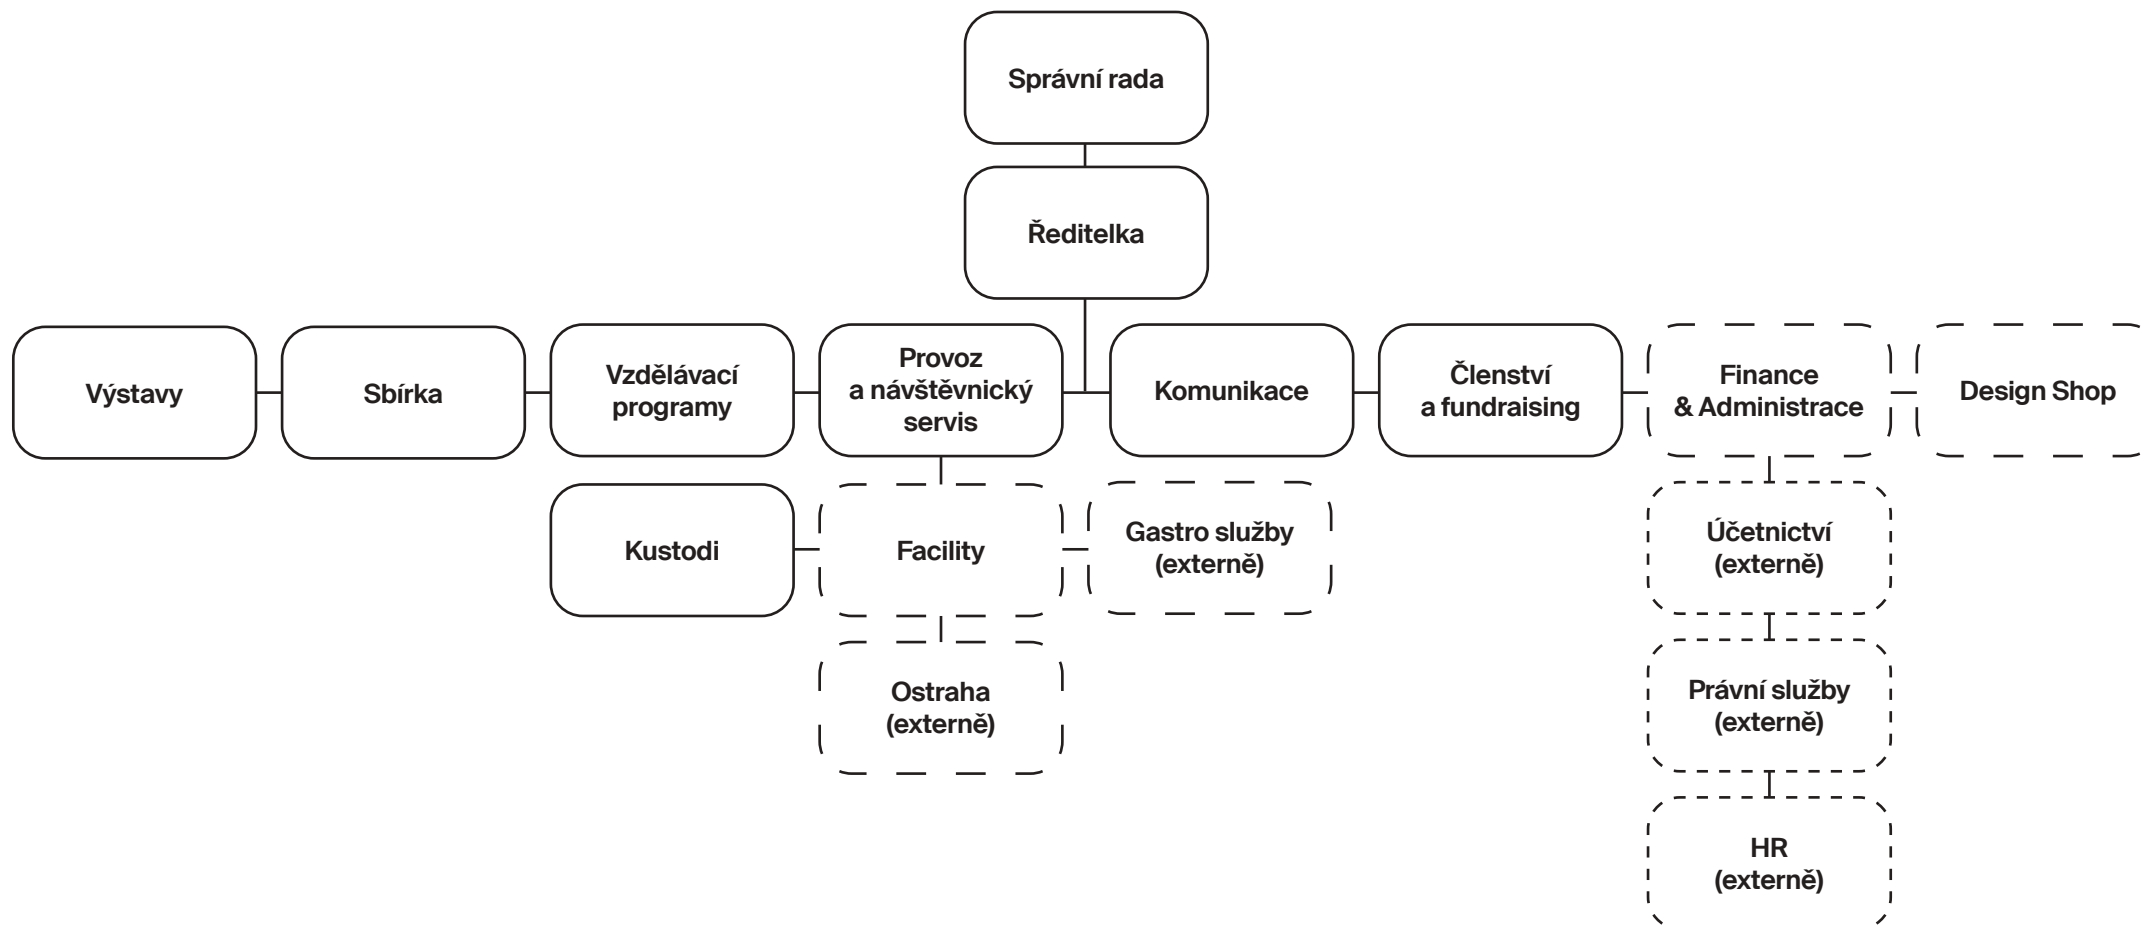 Správní rada
Ředitelka
Výstavy
Sbírka
Vzdělávací
programy
Provoz
a návštěvnický
servis
Komunikace
Členství
a fundraising
Finance
& Administrace
Design Shop
Kustodi
Facility
Gastro služby
(externě)
Účetnictví
(externě)
Ostraha
(externě)
Právní služby
(externě)
HR
(externě)